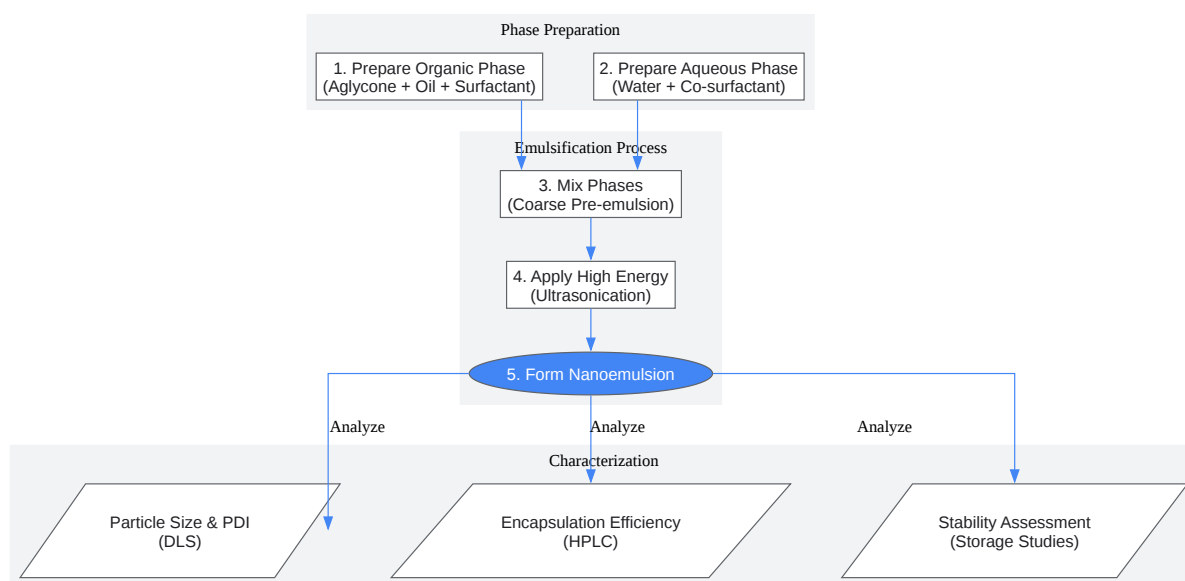 Phase Preparation
1. Prepare Organic Phase
(Aglycone + Oil + Surfactant)
2. Prepare Aqueous Phase
(Water + Co-surfactant)
Emulsification Process
3. Mix Phases
(Coarse Pre-emulsion)
4. Apply High Energy
(Ultrasonication)
5. Form Nanoemulsion
Analyze
Analyze
Analyze
Characterization
Particle Size & PDI
(DLS)
Encapsulation Efficiency
(HPLC)
Stability Assessment
(Storage Studies)